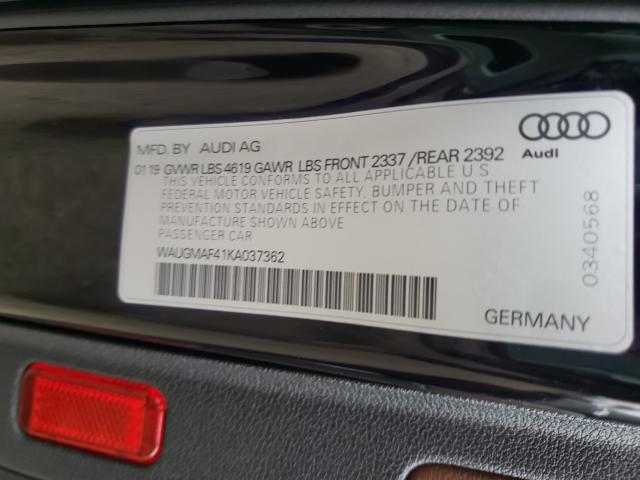 MFD. BY AUDI AG
0119 GVWR LBS 4619 GAWR LBS FRONT 2337 /REAR 2392
THIS VEHICLE CONFORMS TO ALL APPLICABLE U S
FEDERAL MOTOR VEHICLE SAFETY, BUMPER AND THEFT
PREVENTION STANDARDS IN EFFECT ON THE DATE OF
MANUFACTURE SHOWN ABOVE
PASSENGER CAR
WAUGMAF41KA037362
Audi
0340568
GERMANY